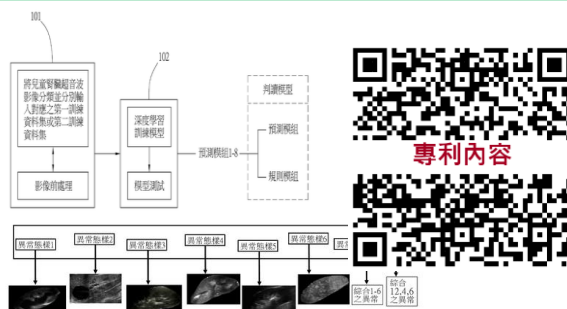 101
102
將兒童腎臟超音波
影像分類並分別輸
入對應之第一訓練
資料集或第二訓練
資料集
影像前處理
深度學習
訓練模型
模型測試
預測模組1-8
判讀模型
預測模組
規則模組
專利內容
異常態樣1
異常態樣2
異常態樣3
異常態樣4
異常態樣5
異常態樣6
綜合1-6
之異常
綜合
12,4,6
之異常